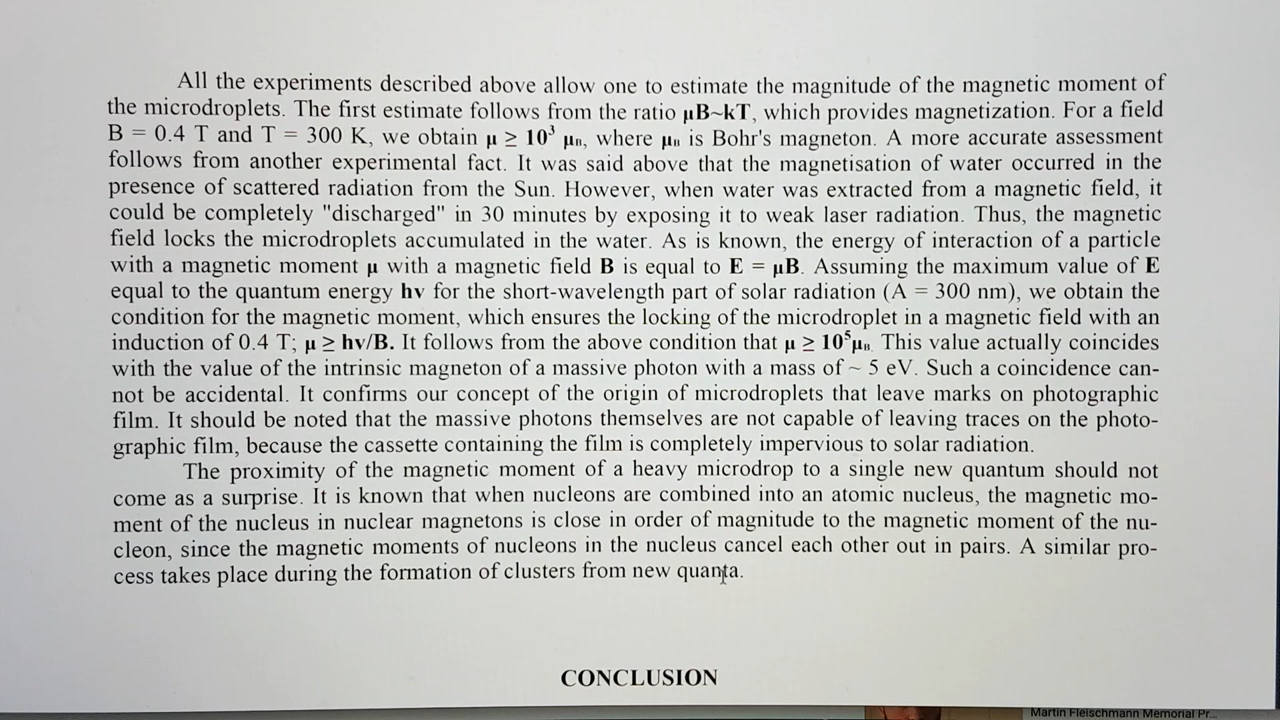 All the experiments described above allow one to estimate the magnitude of the magnetic moment of
the microdroplets. The first estimate follows from the ratio µB~kT, which provides magnetization. For a field
B = 0.4 T and T = 300 K, we obtain µ ≥ 10³ µв, where µв is Bohr's magneton. A more accurate assessment
follows from another experimental fact. It was said above that the magnetisation of water occurred in the
presence of scattered radiation from the Sun. However, when water was extracted from a magnetic field, it
could be completely "discharged" in 30 minutes by exposing it to weak laser radiation. Thus, the magnetic
field locks the microdroplets accumulated in the water. As is known, the energy of interaction of a particle
with a magnetic moment µ with a magnetic field B is equal to E = µB. Assuming the maximum value of E
equal to the quantum energy hv for the short-wavelength part of solar radiation (A = 300 nm), we obtain the
condition for the magnetic moment, which ensures the locking of the microdroplet in a magnetic field with an
induction of 0.4 T; µ ≥ hv/B. It follows from the above condition that µ ≥ 10⁵µв. This value actually coincides
with the value of the intrinsic magneton of a massive photon with a mass of ~ 5 eV. Such a coincidence can-
not be accidental. It confirms our concept of the origin of microdroplets that leave marks on photographic
film. It should be noted that the massive photons themselves are not capable of leaving traces on the photo-
graphic film, because the cassette containing the film is completely impervious to solar radiation.
The proximity of the magnetic moment of a heavy microdrop to a single new quantum should not
come as a surprise. It is known that when nucleons are combined into an atomic nucleus, the magnetic mo-
ment of the nucleus in nuclear magnetons is close in order of magnitude to the magnetic moment of the nu-
cleon, since the magnetic moments of nucleons in the nucleus cancel each other out in pairs. A similar pro-
cess takes place during the formation of clusters from new quanta.
CONCLUSION
Martin Fleischmann Memorial Pr...